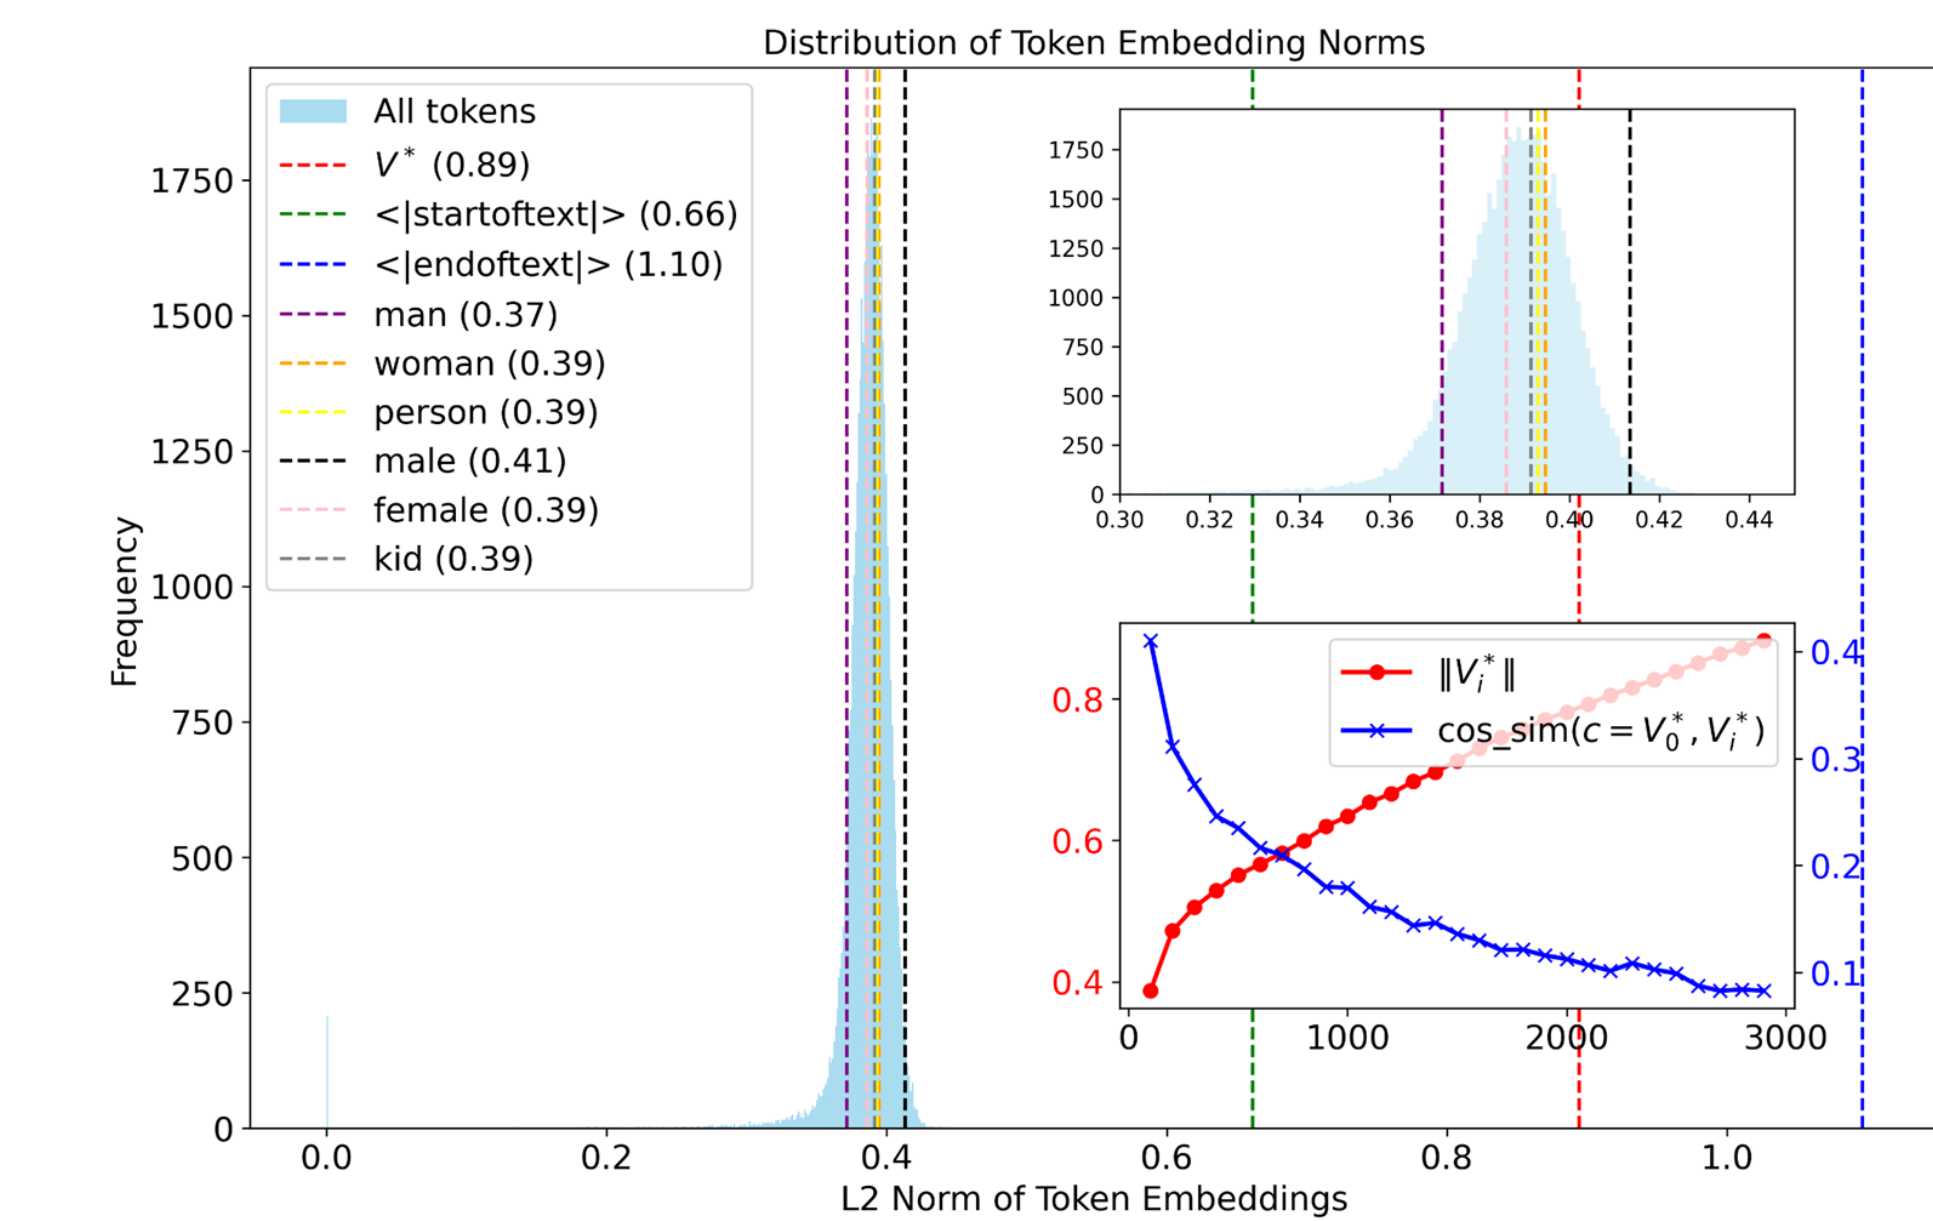 Distribution of Token Embedding Norms
All tokens
V* (0.89)
<|startoftext|> (0.66)
<|endoftext|> (1.10)
man (0.37)
woman (0.39)
person (0.39)
male (0.41)
female (0.39)
kid (0.39)
Frequency
1750
1500
1250
1000
750
500
250
0
0.0 0.2 0.4 0.6 0.8 1.0
L2 Norm of Token Embeddings
1750
1500
1250
1000
750
500
250
0
0.30 0.32 0.34 0.36 0.38 0.40 0.42 0.44
‖V_i^*‖
cos_sim(c = V_0^*, V_i^*)
0.8
0.6
0.4
0.4
0.3
0.2
0.1
0 1000 2000 3000